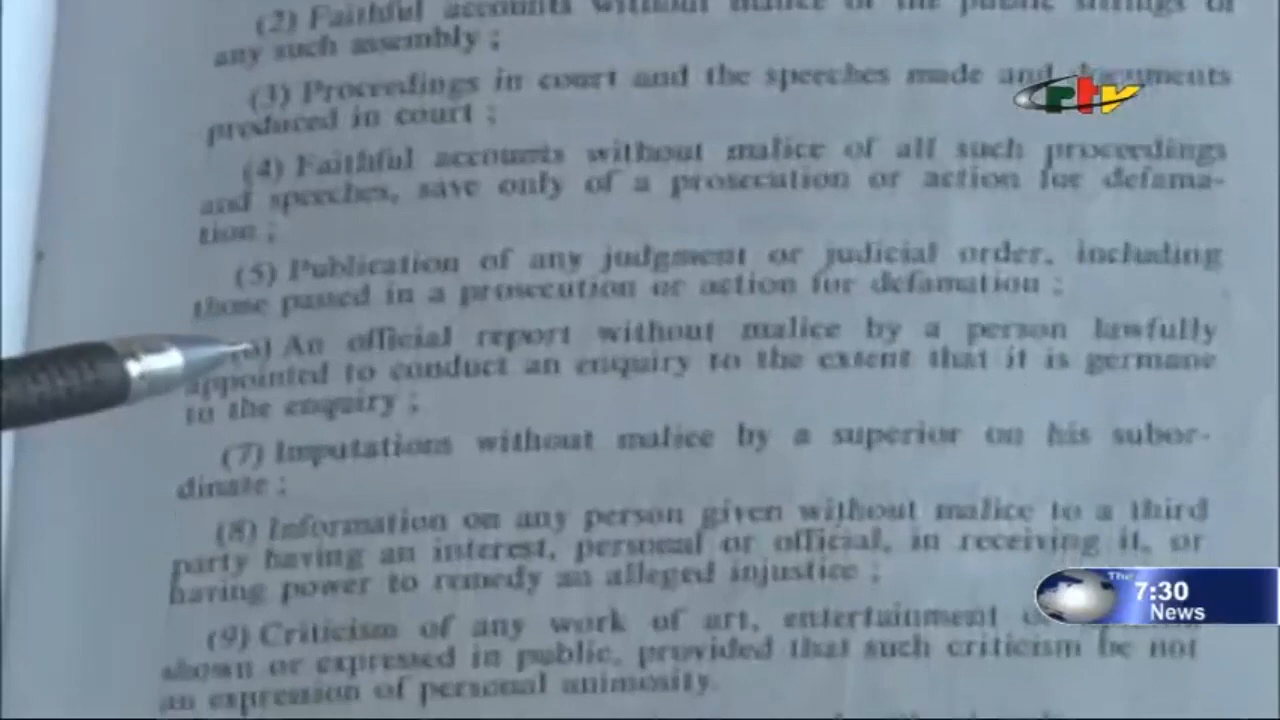 (2) Faithful accounts without malice of the public sittings of
any such assembly ;
(3) Proceedings in court and the speeches made and documents
produced in court ;
(4) Faithful accounts without malice of all such proceedings
and speeches, save only of a prosecution or action for defama-
tion ;
(5) Publication of any judgment or judicial order, including
those passed in a prosecution or action for defamation ;
(6) An official report without malice by a person lawfully
appointed to conduct an enquiry to the extent that it is germane
to the enquiry ;
(7) Imputations without malice by a superior on his subor-
dinate ;
(8) Information on any person given without malice to a third
party having an interest, personal or official, in receiving it, or
having power to remedy an alleged injustice ;
(9) Criticism of any work of art, entertainment
shown or expressed in public, provided that such criticism be not
an expression of personal animosity.
crtv
The 7:30
News